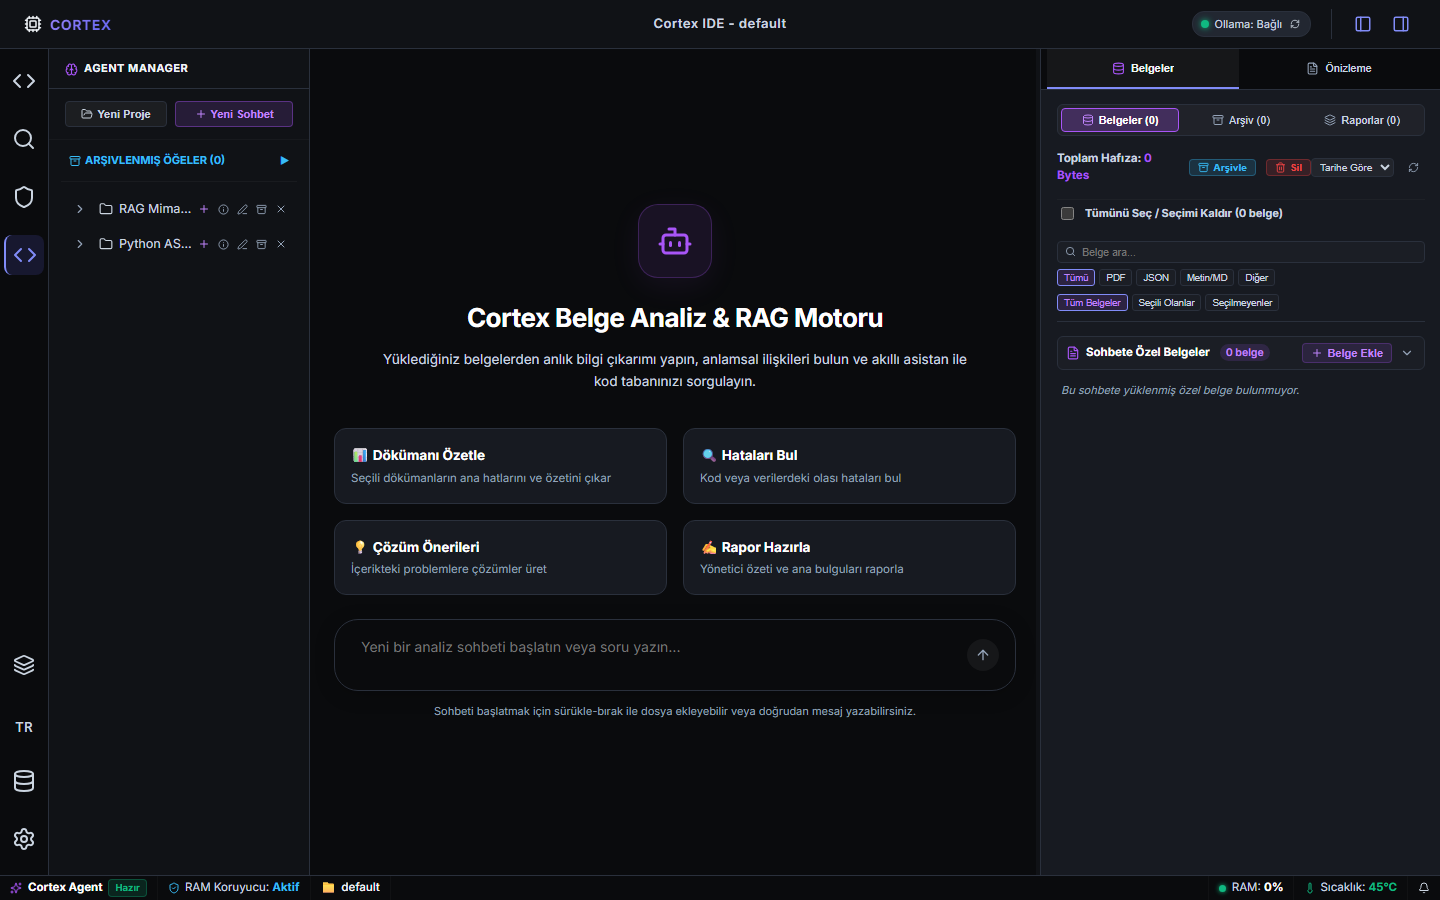 CORTEX
Cortex IDE - default
Ollama: Bağlı
AGENT MANAGER
Yeni Proje
Yeni Sohbet
ARŞIVLENMIŞ ÖĞELER (0)
RAG Mima...
Python AS...
TR
Cortex Belge Analiz & RAG Motoru
Yüklediğiniz belgelerden anlık bilgi çıkarımı yapın, anlamsal ilişkileri bulun ve akıllı asistan ile
kod tabanınızı sorgulayın.
Dökümanı Özetle
Seçili dökümanların ana hatlarını ve özetini çıkar
Hataları Bul
Kod veya verilerdeki olası hataları bul
Çözüm Önerileri
İçerikteki problemlere çözümler üret
Rapor Hazırla
Yönetici özeti ve ana bulguları raporla
Yeni bir analiz sohbeti başlatın veya soru yazın...
Sohbeti başlatmak için sürükle-bırak ile dosya ekleyebilir veya doğrudan mesaj yazabilirsiniz.
Belgeler
Önizleme
Belgeler (0)
Arşiv (0)
Raporlar (0)
Toplam Hafıza: 0
Bytes
Arşivle
Sil
Tarihe Göre
Tümünü Seç / Seçimi Kaldır (0 belge)
Belge ara...
Tümü
PDF
JSON
Metin/MD
Diğer
Tüm Belgeler
Seçili Olanlar
Seçilmeyenler
Sohbete Özel Belgeler
0 belge
Belge Ekle
Bu sohbete yüklenmiş özel belge bulunmuyor.
Cortex Agent
Hazır
RAM Koruyucu: Aktif
default
RAM: 0%
Sıcaklık: 45°C